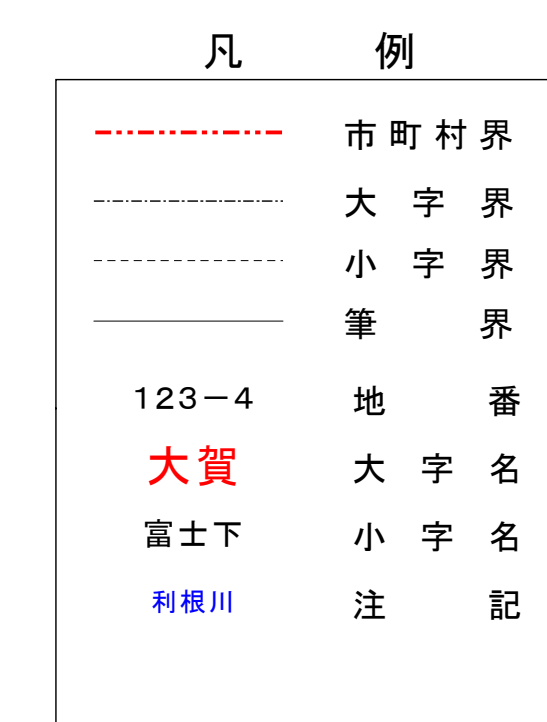 凡例
市町村界
大字界
小字界
筆界
123−4 地番
大賀 大字名
富士下 小字名
利根川 注記